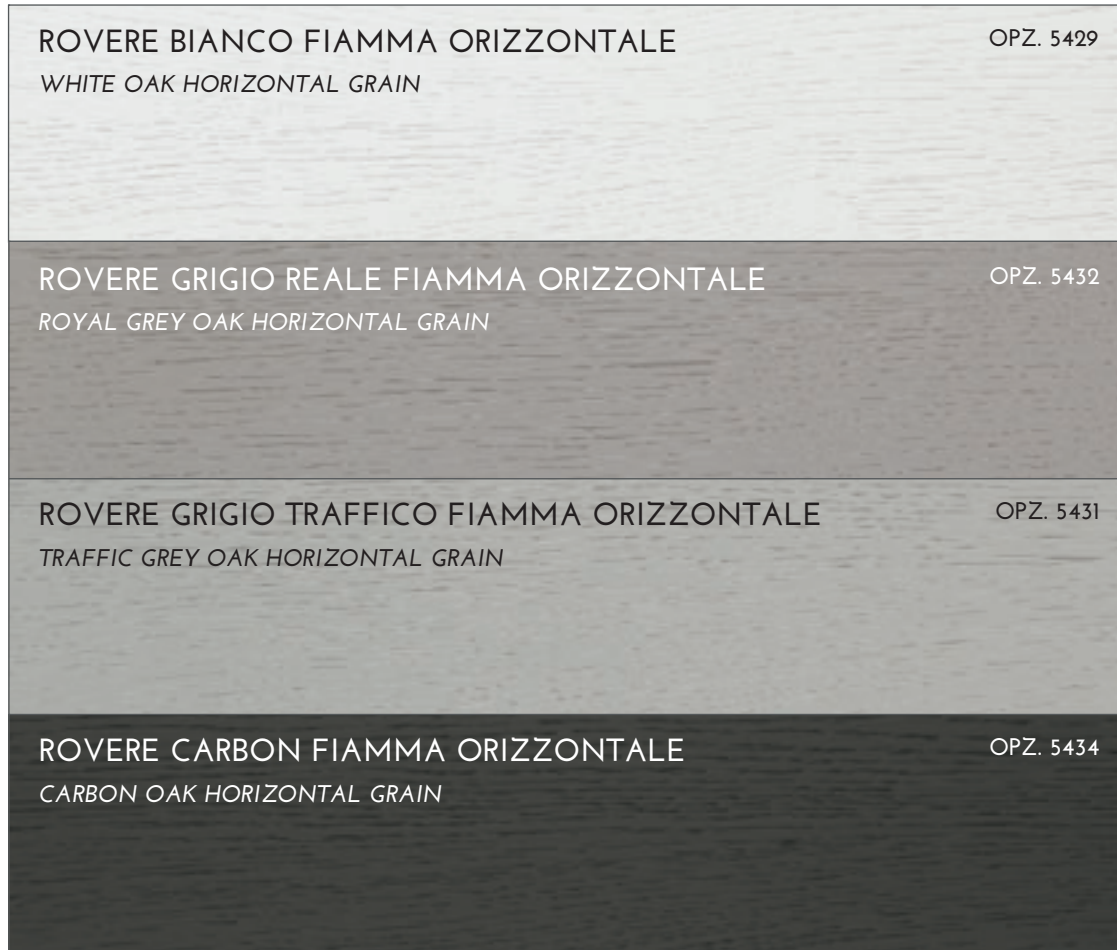 ROVERE BIANCO FIAMMA ORIZZONTALE OPZ. 5429
WHITE OAK HORIZONTAL GRAIN
ROVERE GRIGIO REALE FIAMMA ORIZZONTALE OPZ. 5432
ROYAL GREY OAK HORIZONTAL GRAIN
ROVERE GRIGIO TRAFFICO FIAMMA ORIZZONTALE OPZ. 5431
TRAFFIC GREY OAK HORIZONTAL GRAIN
ROVERE CARBON FIAMMA ORIZZONTALE OPZ. 5434
CARBON OAK HORIZONTAL GRAIN